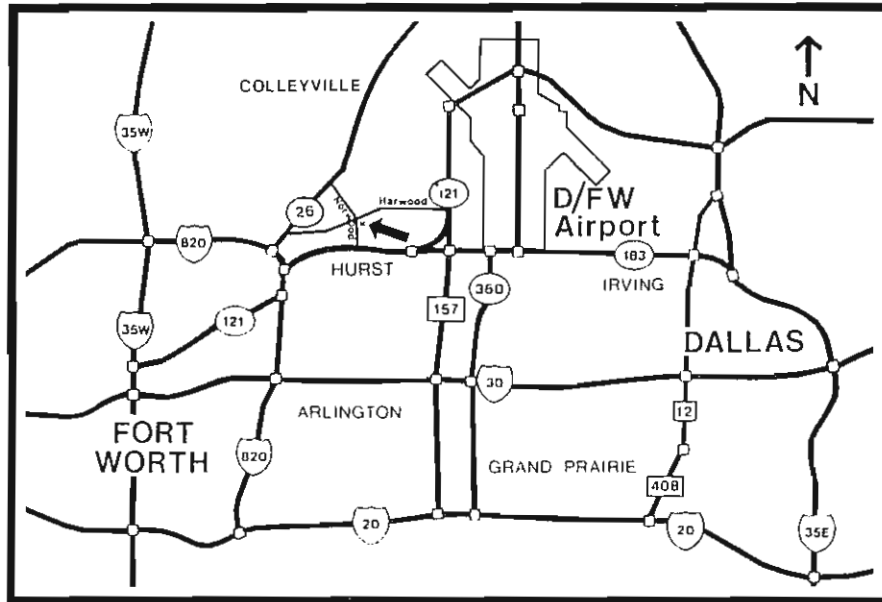 COLLEYVILLE
N
35W
Harwood
121
26
D/FW
Airport
820
HURST
183
IRVING
360
157
35W
121
DALLAS
30
ARLINGTON
12
FORT
WORTH
820
GRAND PRAIRIE
408
20
20
35E